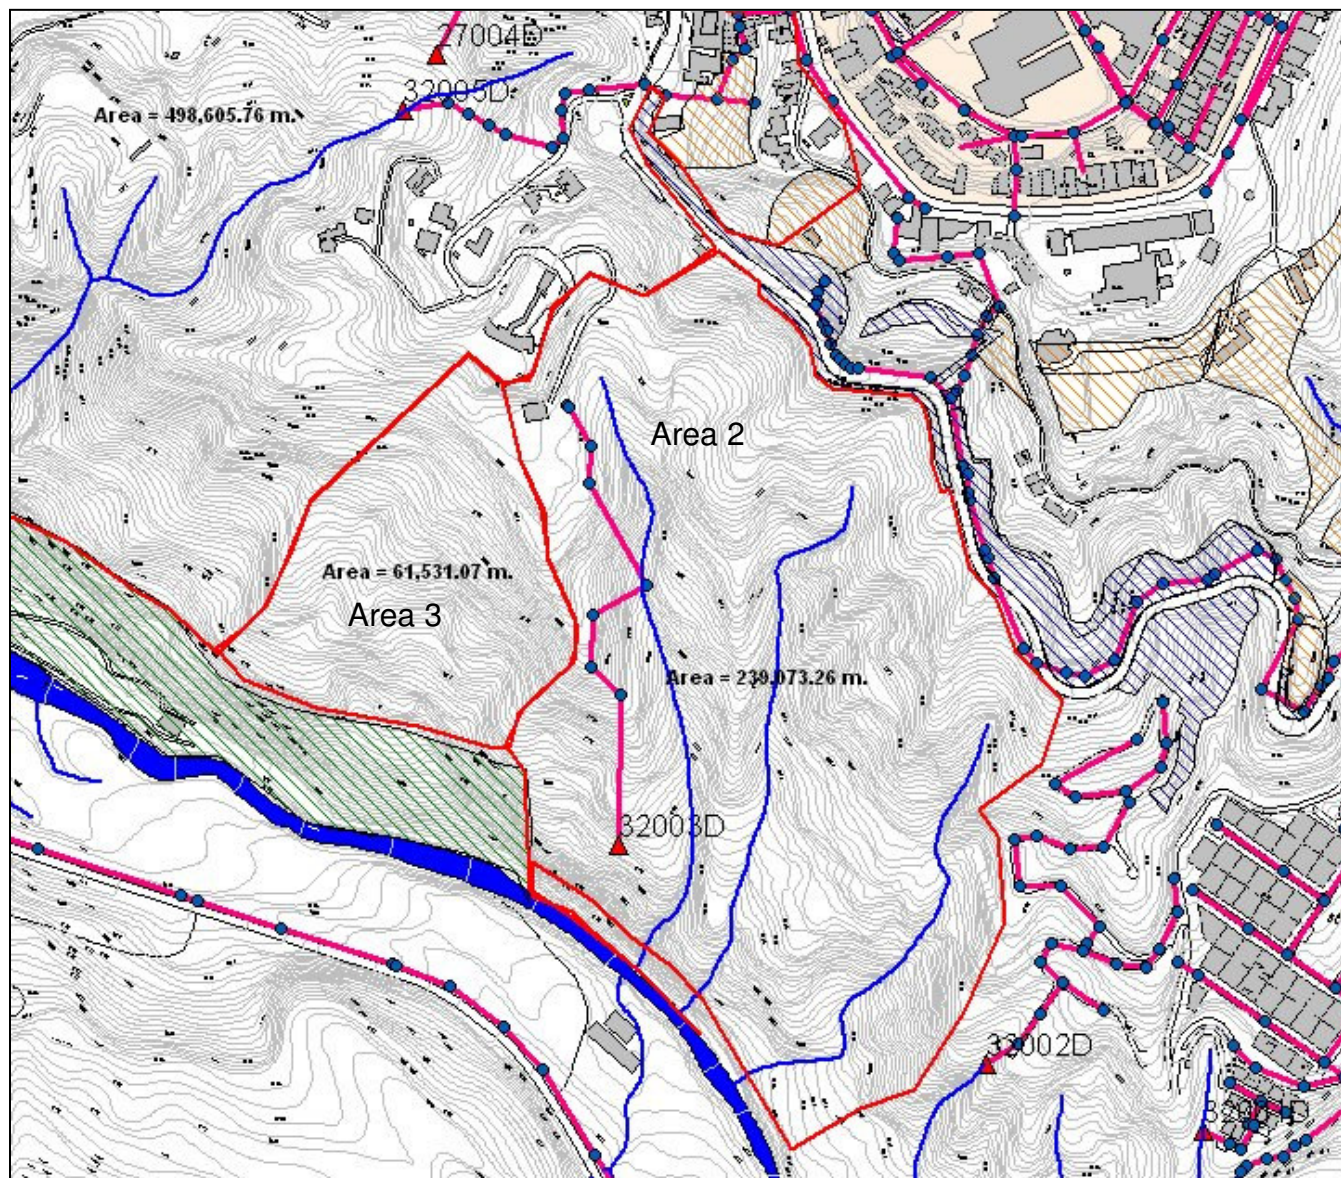 27004D
32005D
Area = 498,605.76 m.
Area 2
Area = 61,531.07 m.
Area 3
Area = 239,073.26 m.
32003D